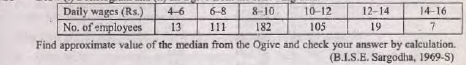 Daily wages (Rs.) 4–6 6–8 8–10 10–12 12–14 14–16
No. of employees 13 111 182 105 19 7
Find approximate value of the median from the Ogive and check your answer by calculation.
(B.I.S.E. Sargodha, 1969-S)